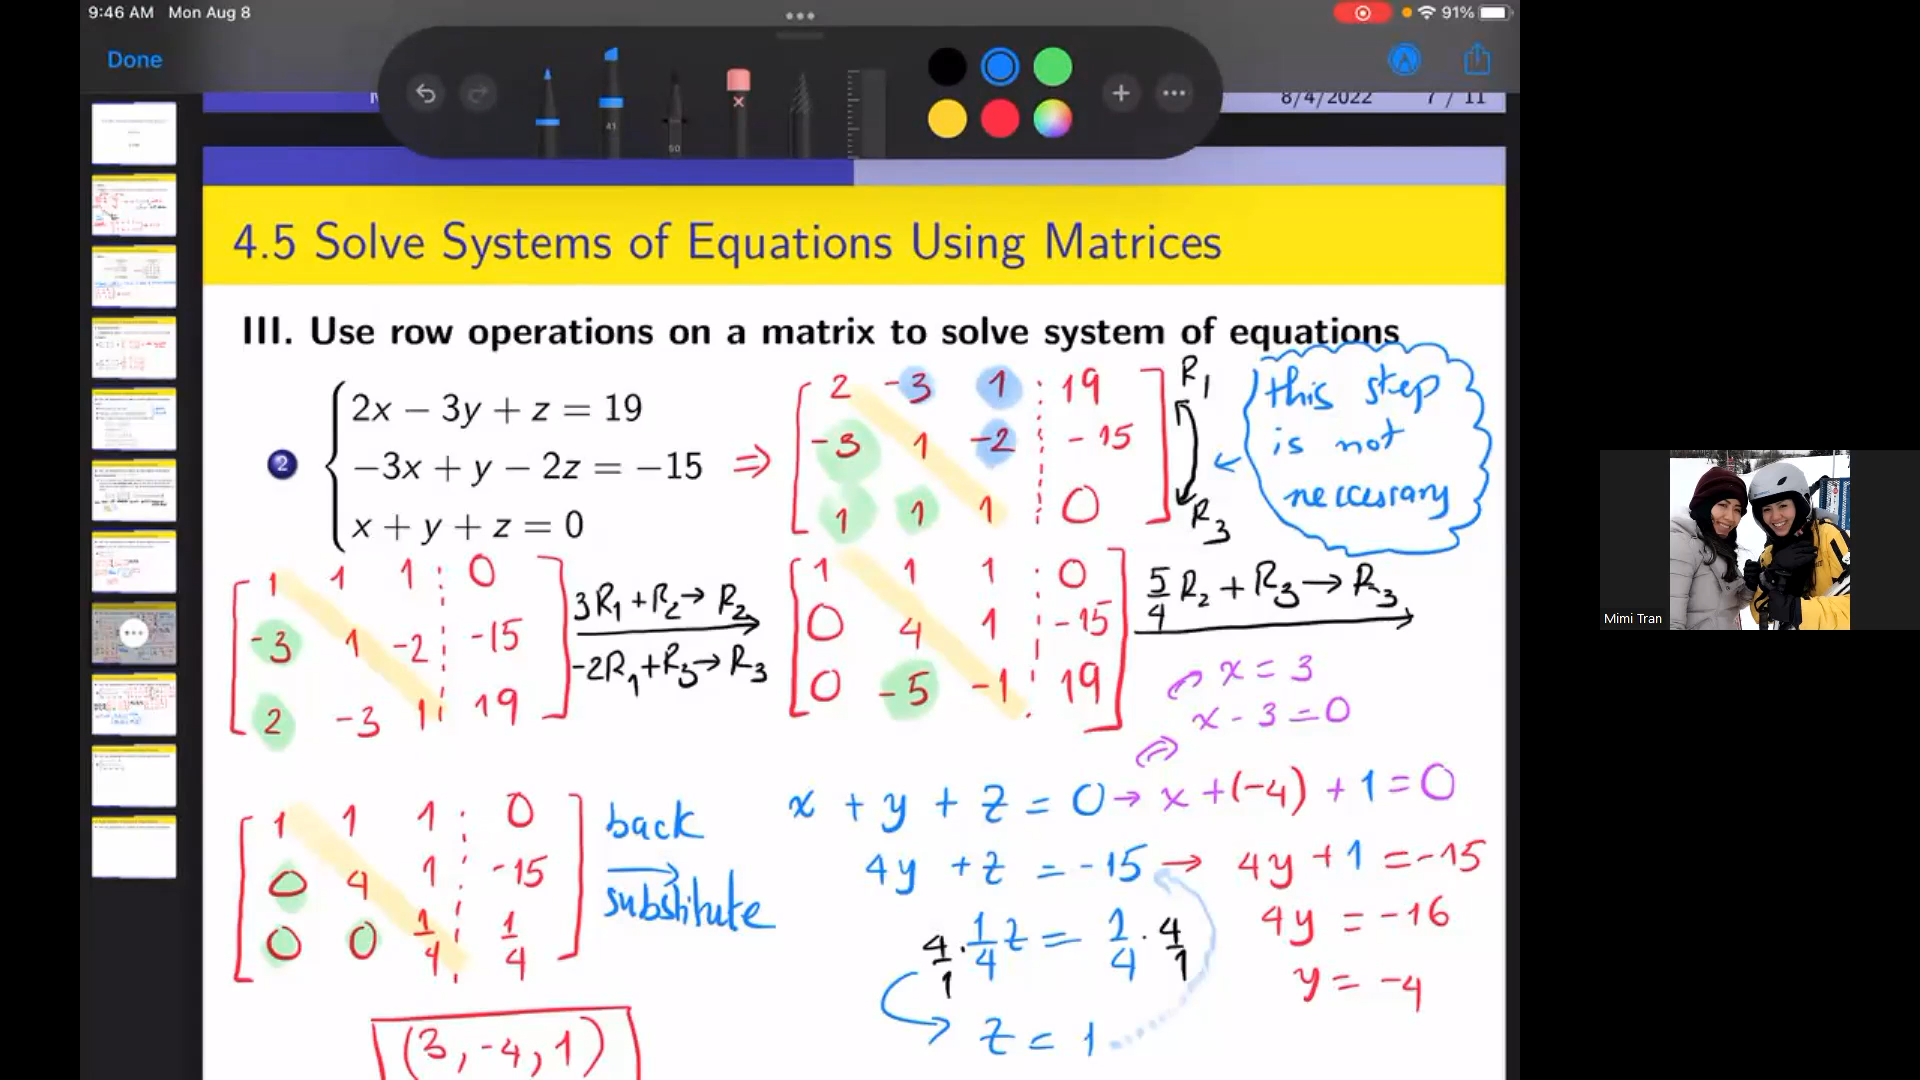 9:46 AM Mon Aug 8
91%
Done
41
50
8/4/2022 7 / 11
4.5 Solve Systems of Equations Using Matrices
III. Use row operations on a matrix to solve system of equations
2
2x − 3y + z = 19
−3x + y − 2z = −15
x + y + z = 0
⇒
2 -3 1 19
-3 1 -2 -15
1 1 1 0
R1
R3
this step
is not
neccesrary
1 1 1 0
-3 1 -2 -15
2 -3 1 19
3R1 + R2 → R2
-2R1 + R3 → R3
1 1 1 0
0 4 1 -15
0 -5 -1 19
5/4 R2 + R3 → R3
x = 3
x - 3 = 0
1 1 1 0
0 4 1 -15
0 0 1/4 1/4
back
substitute
x + y + z = 0 → x + (-4) + 1 = 0
4y + z = -15 → 4y + 1 = -15
4/1 · 1/4 z = 1/4 · 4/1
4y = -16
z = 1
y = -4
(3, -4, 1)
Mimi Tran